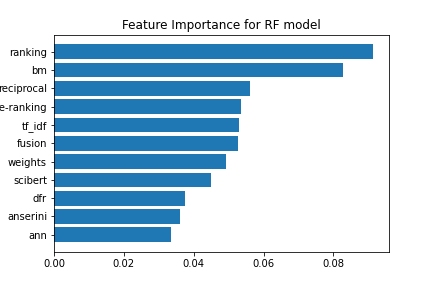 Feature Importance for RF model
ranking
bm
reciprocal
e-ranking
tf_idf
fusion
weights
scibert
dfr
anserini
ann
0.00 0.02 0.04 0.06 0.08